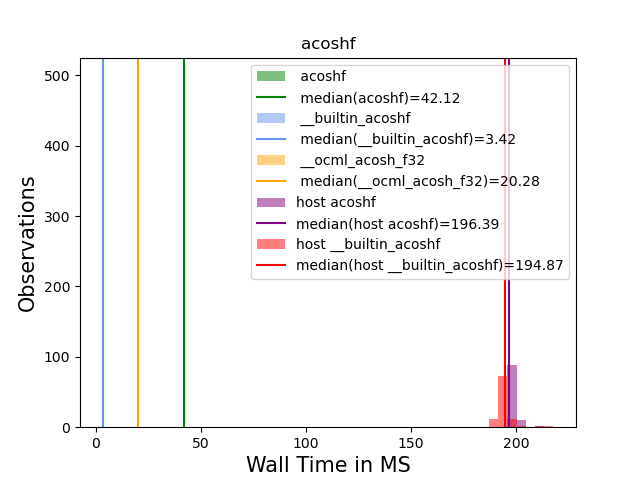 acoshf
500
400
300
200
100
0
Observations
acoshf
median(acoshf)=42.12
__builtin_acoshf
median(__builtin_acoshf)=3.42
__ocml_acosh_f32
median(__ocml_acosh_f32)=20.28
host acoshf
median(host acoshf)=196.39
host __builtin_acoshf
median(host __builtin_acoshf)=194.87
0 50 100 150 200
Wall Time in MS